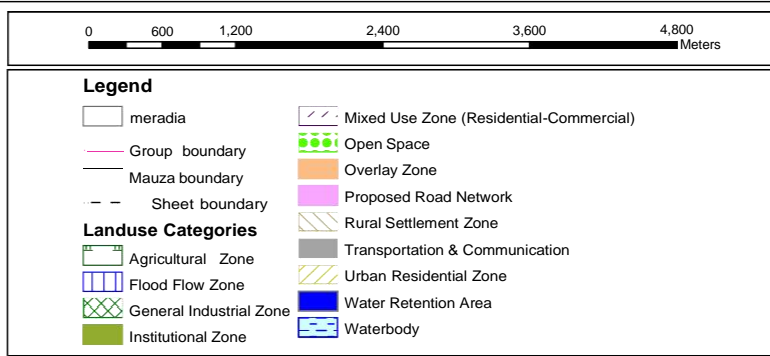 0 600 1,200 2,400 3,600 4,800
Meters
Legend
meradia
Group boundary
Mauza boundary
Sheet boundary
Landuse Categories
Agricultural Zone
Flood Flow Zone
General Industrial Zone
Institutional Zone
Mixed Use Zone (Residential-Commercial)
Open Space
Overlay Zone
Proposed Road Network
Rural Settlement Zone
Transportation & Communication
Urban Residential Zone
Water Retention Area
Waterbody